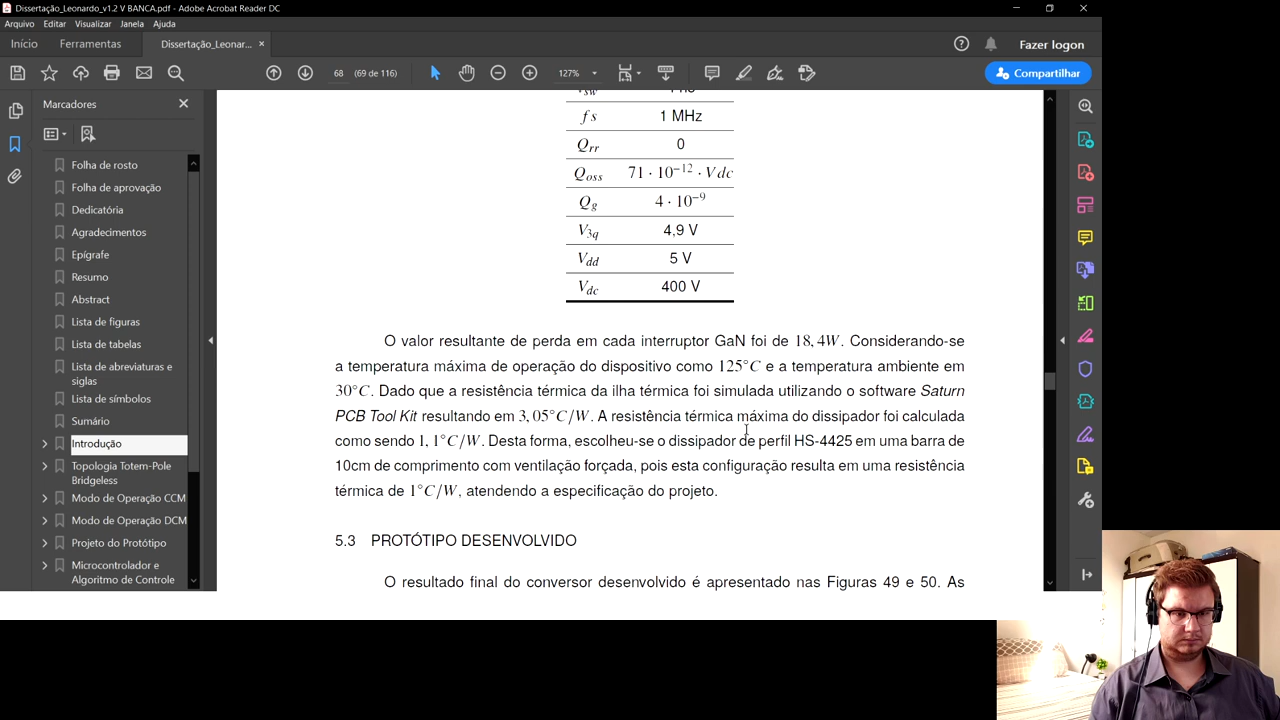 Dissertação_Leonardo_v1.2 V BANCA.pdf - Adobe Acrobat Reader DC
Arquivo Editar Visualizar Janela Ajuda
Início Ferramentas Dissertação_Leonar... × Fazer logon
68 (69 de 116) 127% Compartilhar
Marcadores
Folha de rosto
Folha de aprovação
Dedicatória
Agradecimentos
Epígrafe
Resumo
Abstract
Lista de figuras
Lista de tabelas
Lista de abreviaturas e
siglas
Lista de símbolos
Sumário
Introdução
Topologia Totem-Pole
Bridgeless
Modo de Operação CCM
Modo de Operação DCM
Projeto do Protótipo
Microcontrolador e
Algoritmo de Controle
fs 1 MHz
Qrr 0
Qoss 71 · 10⁻¹² · Vdc
Qg 4 · 10⁻⁹
V3q 4,9 V
Vdd 5 V
Vdc 400 V
O valor resultante de perda em cada interruptor GaN foi de 18, 4W. Considerando-se
a temperatura máxima de operação do dispositivo como 125°C e a temperatura ambiente em
30°C. Dado que a resistência térmica da ilha térmica foi simulada utilizando o software Saturn
PCB Tool Kit resultando em 3, 05°C/W. A resistência térmica máxima do dissipador foi calculada
como sendo 1, 1°C/W. Desta forma, escolheu-se o dissipador de perfil HS-4425 em uma barra de
10cm de comprimento com ventilação forçada, pois esta configuração resulta em uma resistência
térmica de 1°C/W, atendendo a especificação do projeto.
5.3 PROTÓTIPO DESENVOLVIDO
O resultado final do conversor desenvolvido é apresentado nas Figuras 49 e 50. As